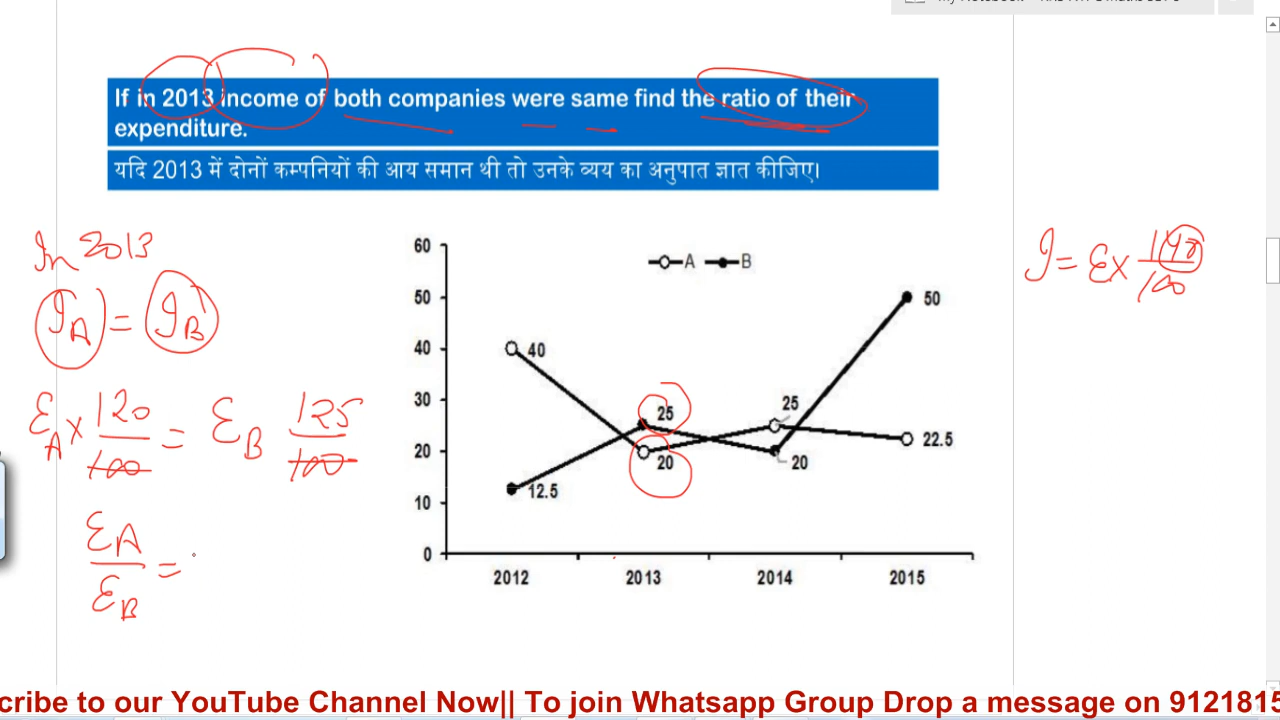 If in 2013 income of both companies were same find the ratio of their
expenditure.
यदि 2013 में दोनों कम्पनियों की आय समान थी तो उनके व्यय का अनुपात ज्ञात कीजिए।
In 2013
I_A = I_B
E_A × 120/100 = E_B 125/100
E_A/E_B =
60
50
40
30
20
10
0
A B
40
12.5
25
20
25
20
50
22.5
2012 2013 2014 2015
cribe to our YouTube Channel Now|| To join Whatsapp Group Drop a message on 9121815